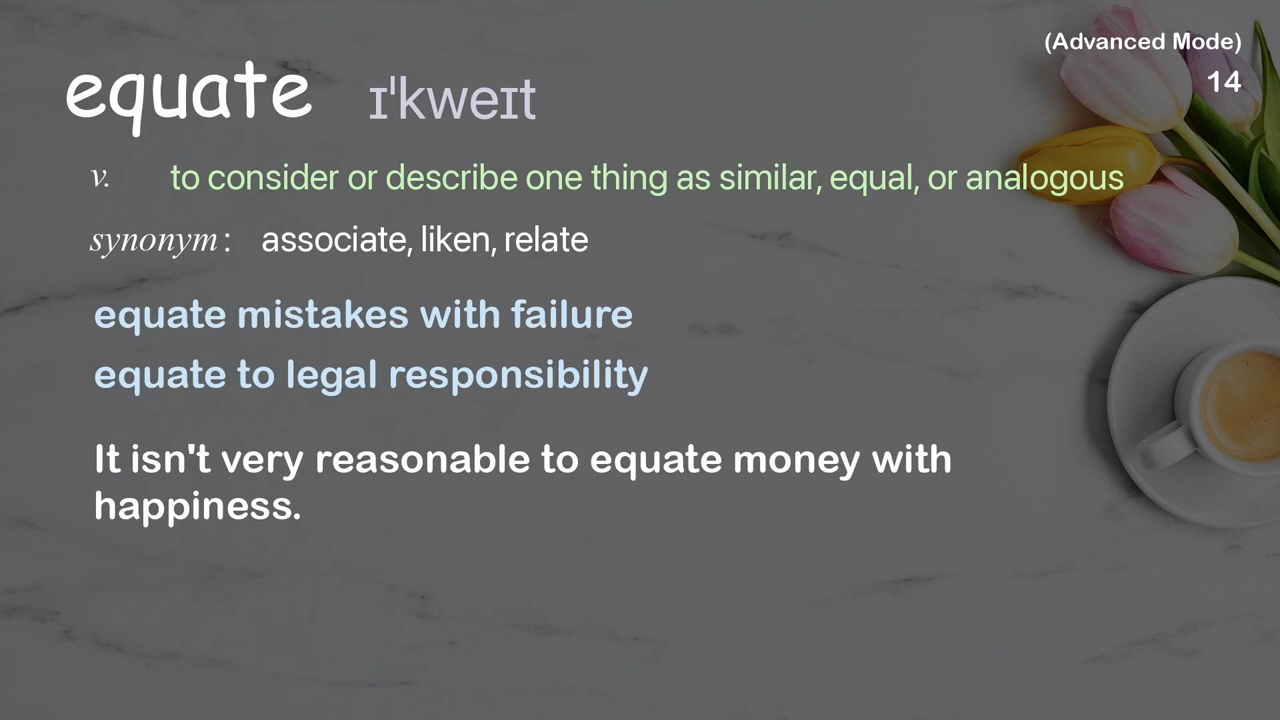 (Advanced Mode)
14
equate ɪ'kweɪt
v. to consider or describe one thing as similar, equal, or analogous
synonym : associate, liken, relate
equate mistakes with failure
equate to legal responsibility
It isn't very reasonable to equate money with
happiness.